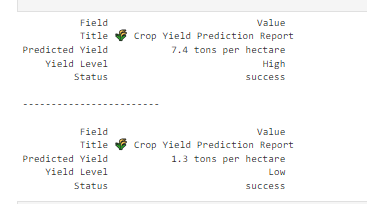 Field Value
Title 🌽 Crop Yield Prediction Report
Predicted Yield 7.4 tons per hectare
Yield Level High
Status success
------------------------
Field Value
Title 🌽 Crop Yield Prediction Report
Predicted Yield 1.3 tons per hectare
Yield Level Low
Status success